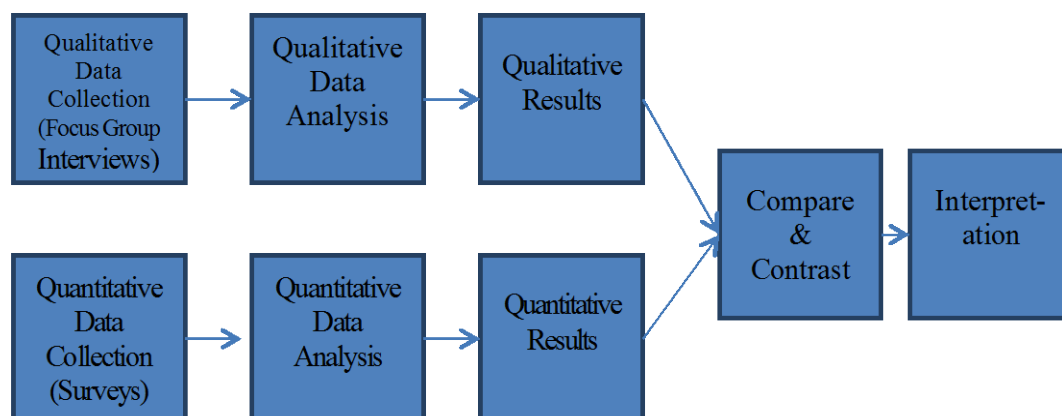 Qualitative
Data
Collection
(Focus Group
Interviews)
Qualitative
Data
Analysis
Qualitative
Results
Quantitative
Data
Collection
(Surveys)
Quantitative
Data
Analysis
Quantitative
Results
Compare
&
Contrast
Interpret-
ation